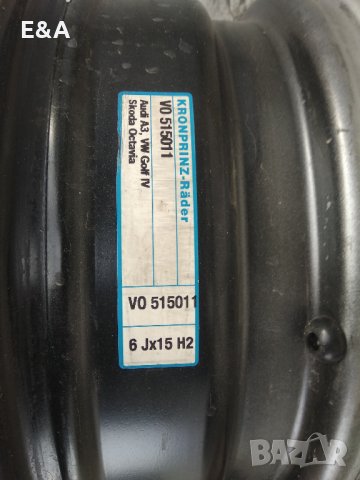 E&A
KRONPRINZ-Räder
VO 515011
Audi A3, VW Golf IV
Skoda Octavia
VO 515011
6 Jx15 H2
BAZAR